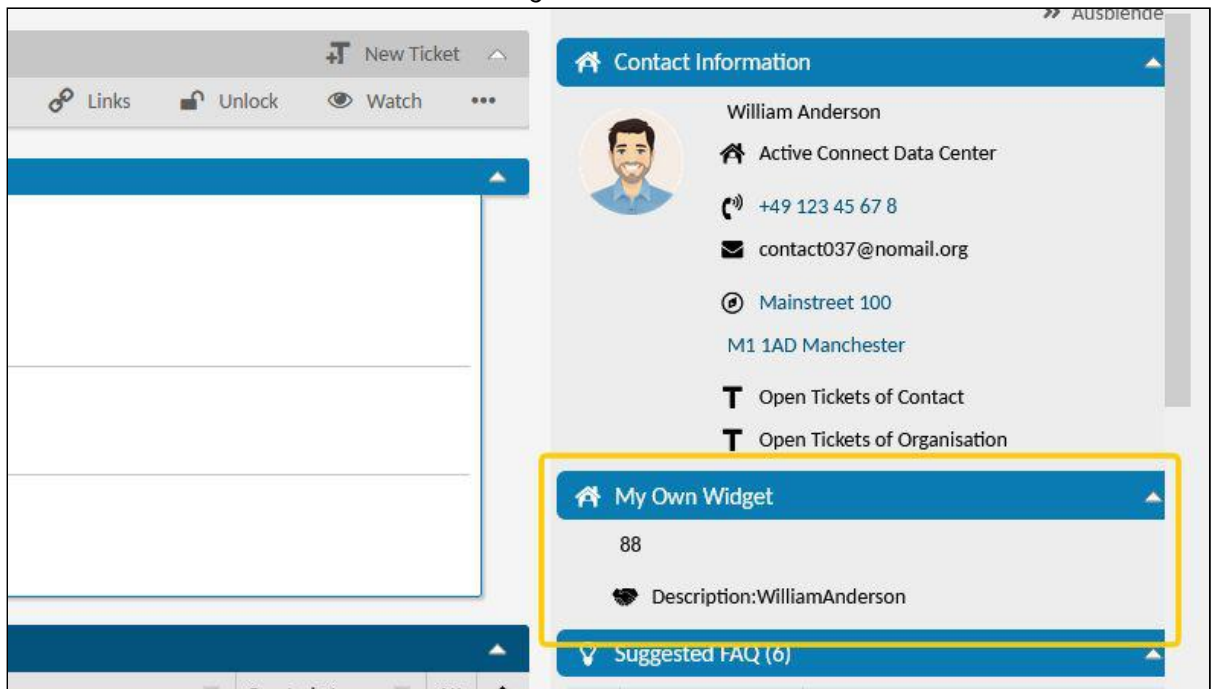 Ausblende
New Ticket
Links Unlock Watch
Contact Information
William Anderson
Active Connect Data Center
+49 123 45 67 8
contact037@nomail.org
Mainstreet 100
M1 1AD Manchester
Open Tickets of Contact
Open Tickets of Organisation
My Own Widget
88
Description:WilliamAnderson
Suggested FAQ (6)